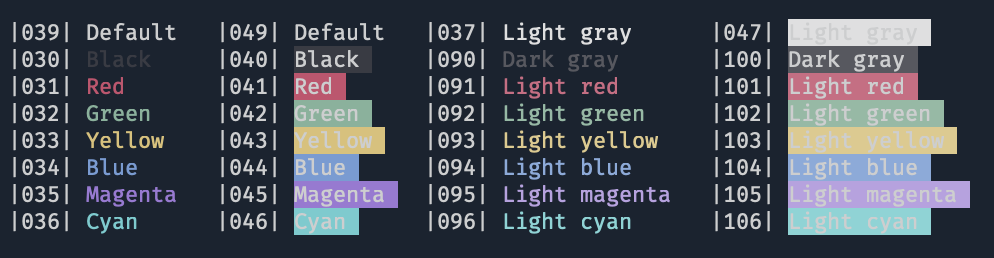 |039| Default |049| Default |037| Light gray |047| Light gray
|030| Black |040| Black |090| Dark gray |100| Dark gray
|031| Red |041| Red |091| Light red |101| Light red
|032| Green |042| Green |092| Light green |102| Light green
|033| Yellow |043| Yellow |093| Light yellow |103| Light yellow
|034| Blue |044| Blue |094| Light blue |104| Light blue
|035| Magenta |045| Magenta |095| Light magenta |105| Light magenta
|036| Cyan |046| Cyan |096| Light cyan |106| Light cyan